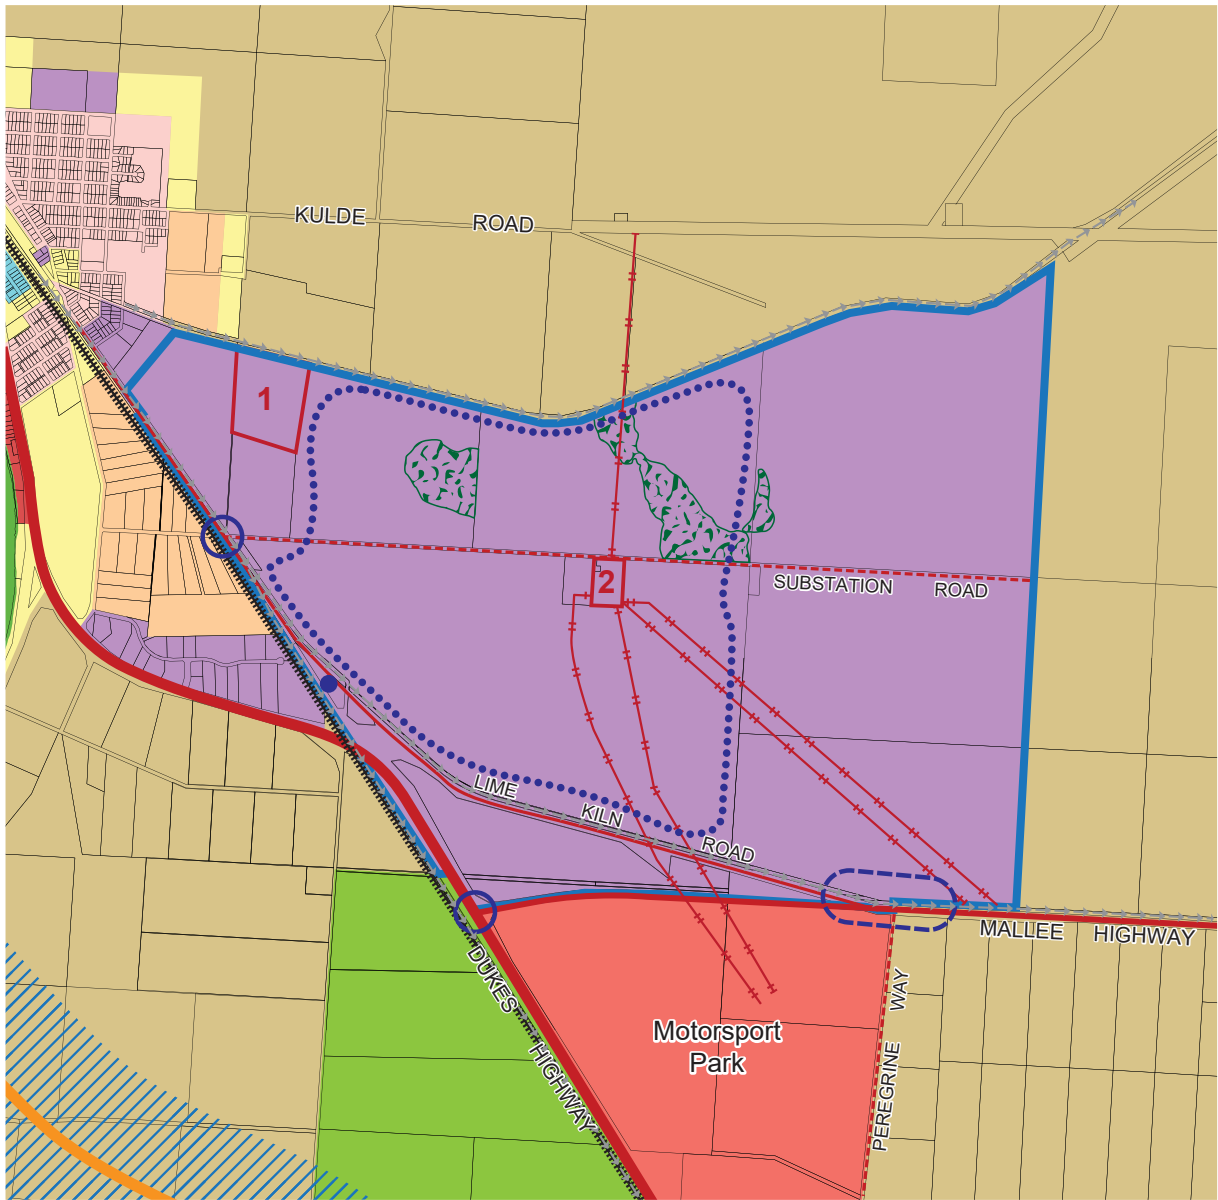 KULDE ROAD
1
2
SUBSTATION ROAD
LIME KILN ROAD
MALLEE HIGHWAY
DUKES HIGHWAY
PEREGRINE WAY
Motorsport
Park